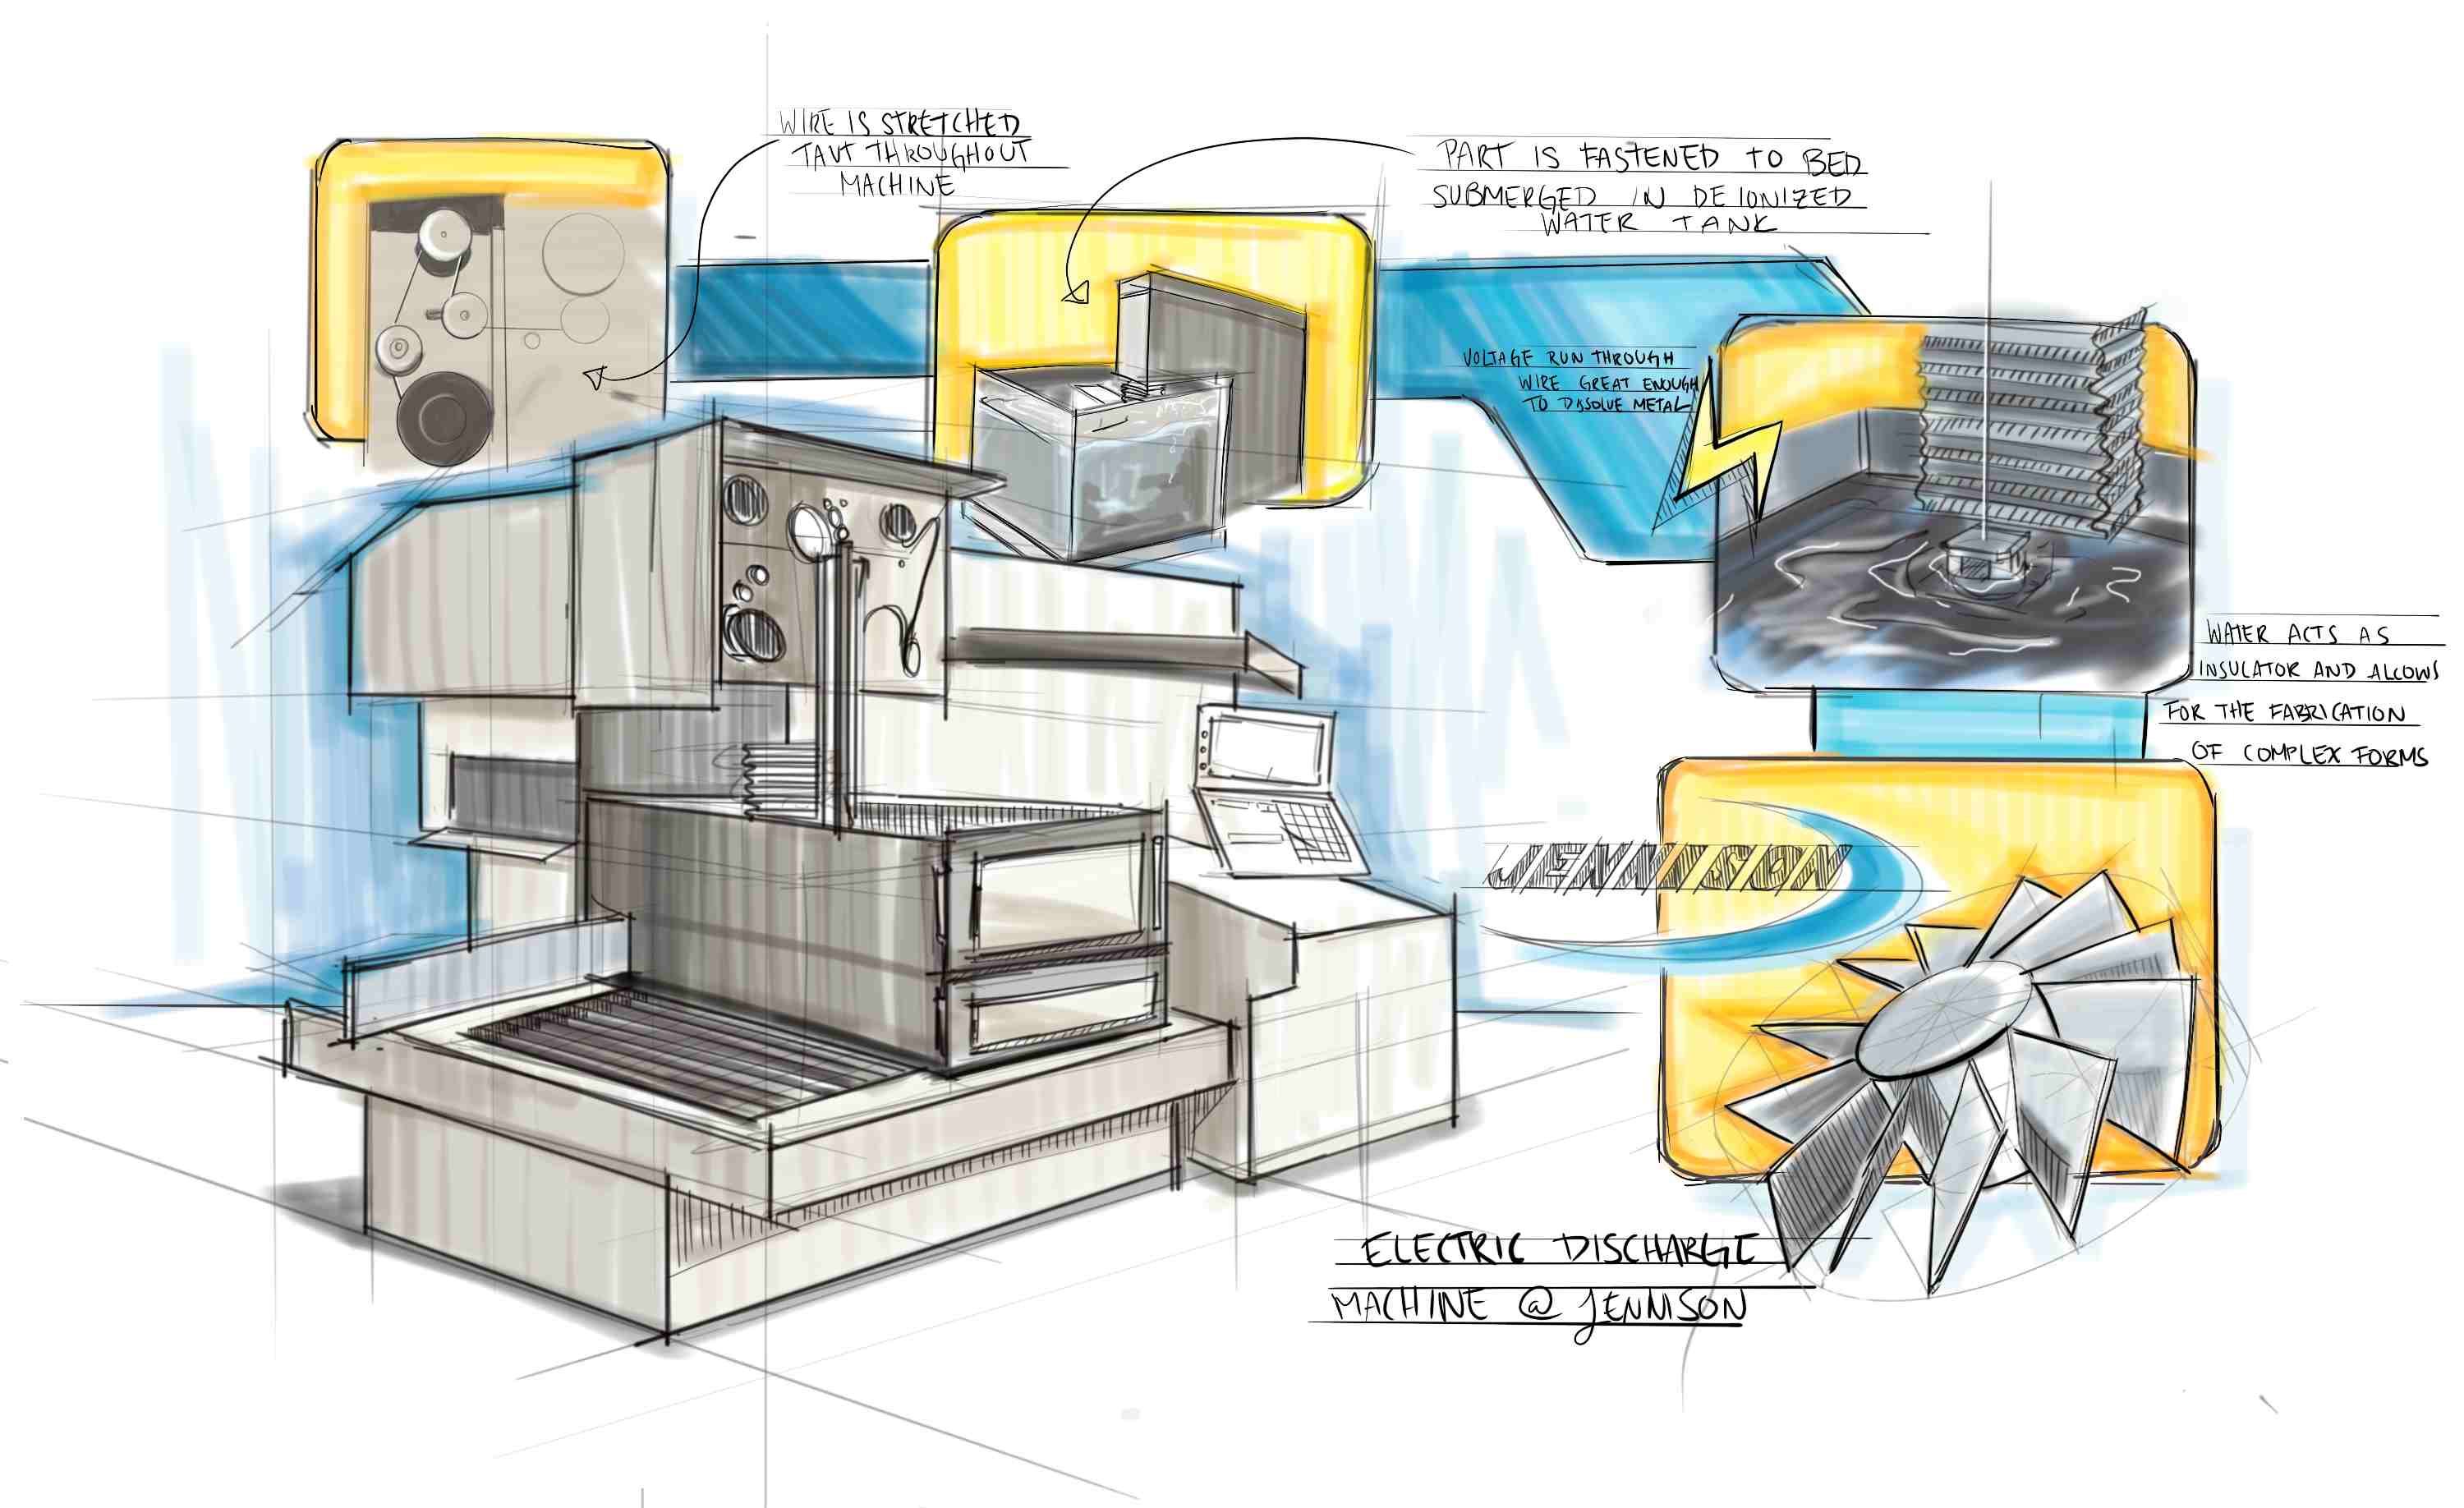 WIRE IS STRETCHED
TAUT THROUGHOUT
MACHINE
PART IS FASTENED TO BED
SUBMERGED IN DEIONIZED
WATER TANK
VOLTAGE RUN THROUGH
WIRE GREAT ENOUGH
TO DISSOLVE METAL
WATER ACTS AS
INSULATOR AND ALLOWS
FOR THE FABRICATION
OF COMPLEX FORMS
JENNISON
ELECTRIC DISCHARGE
MACHINE @ JENNISON